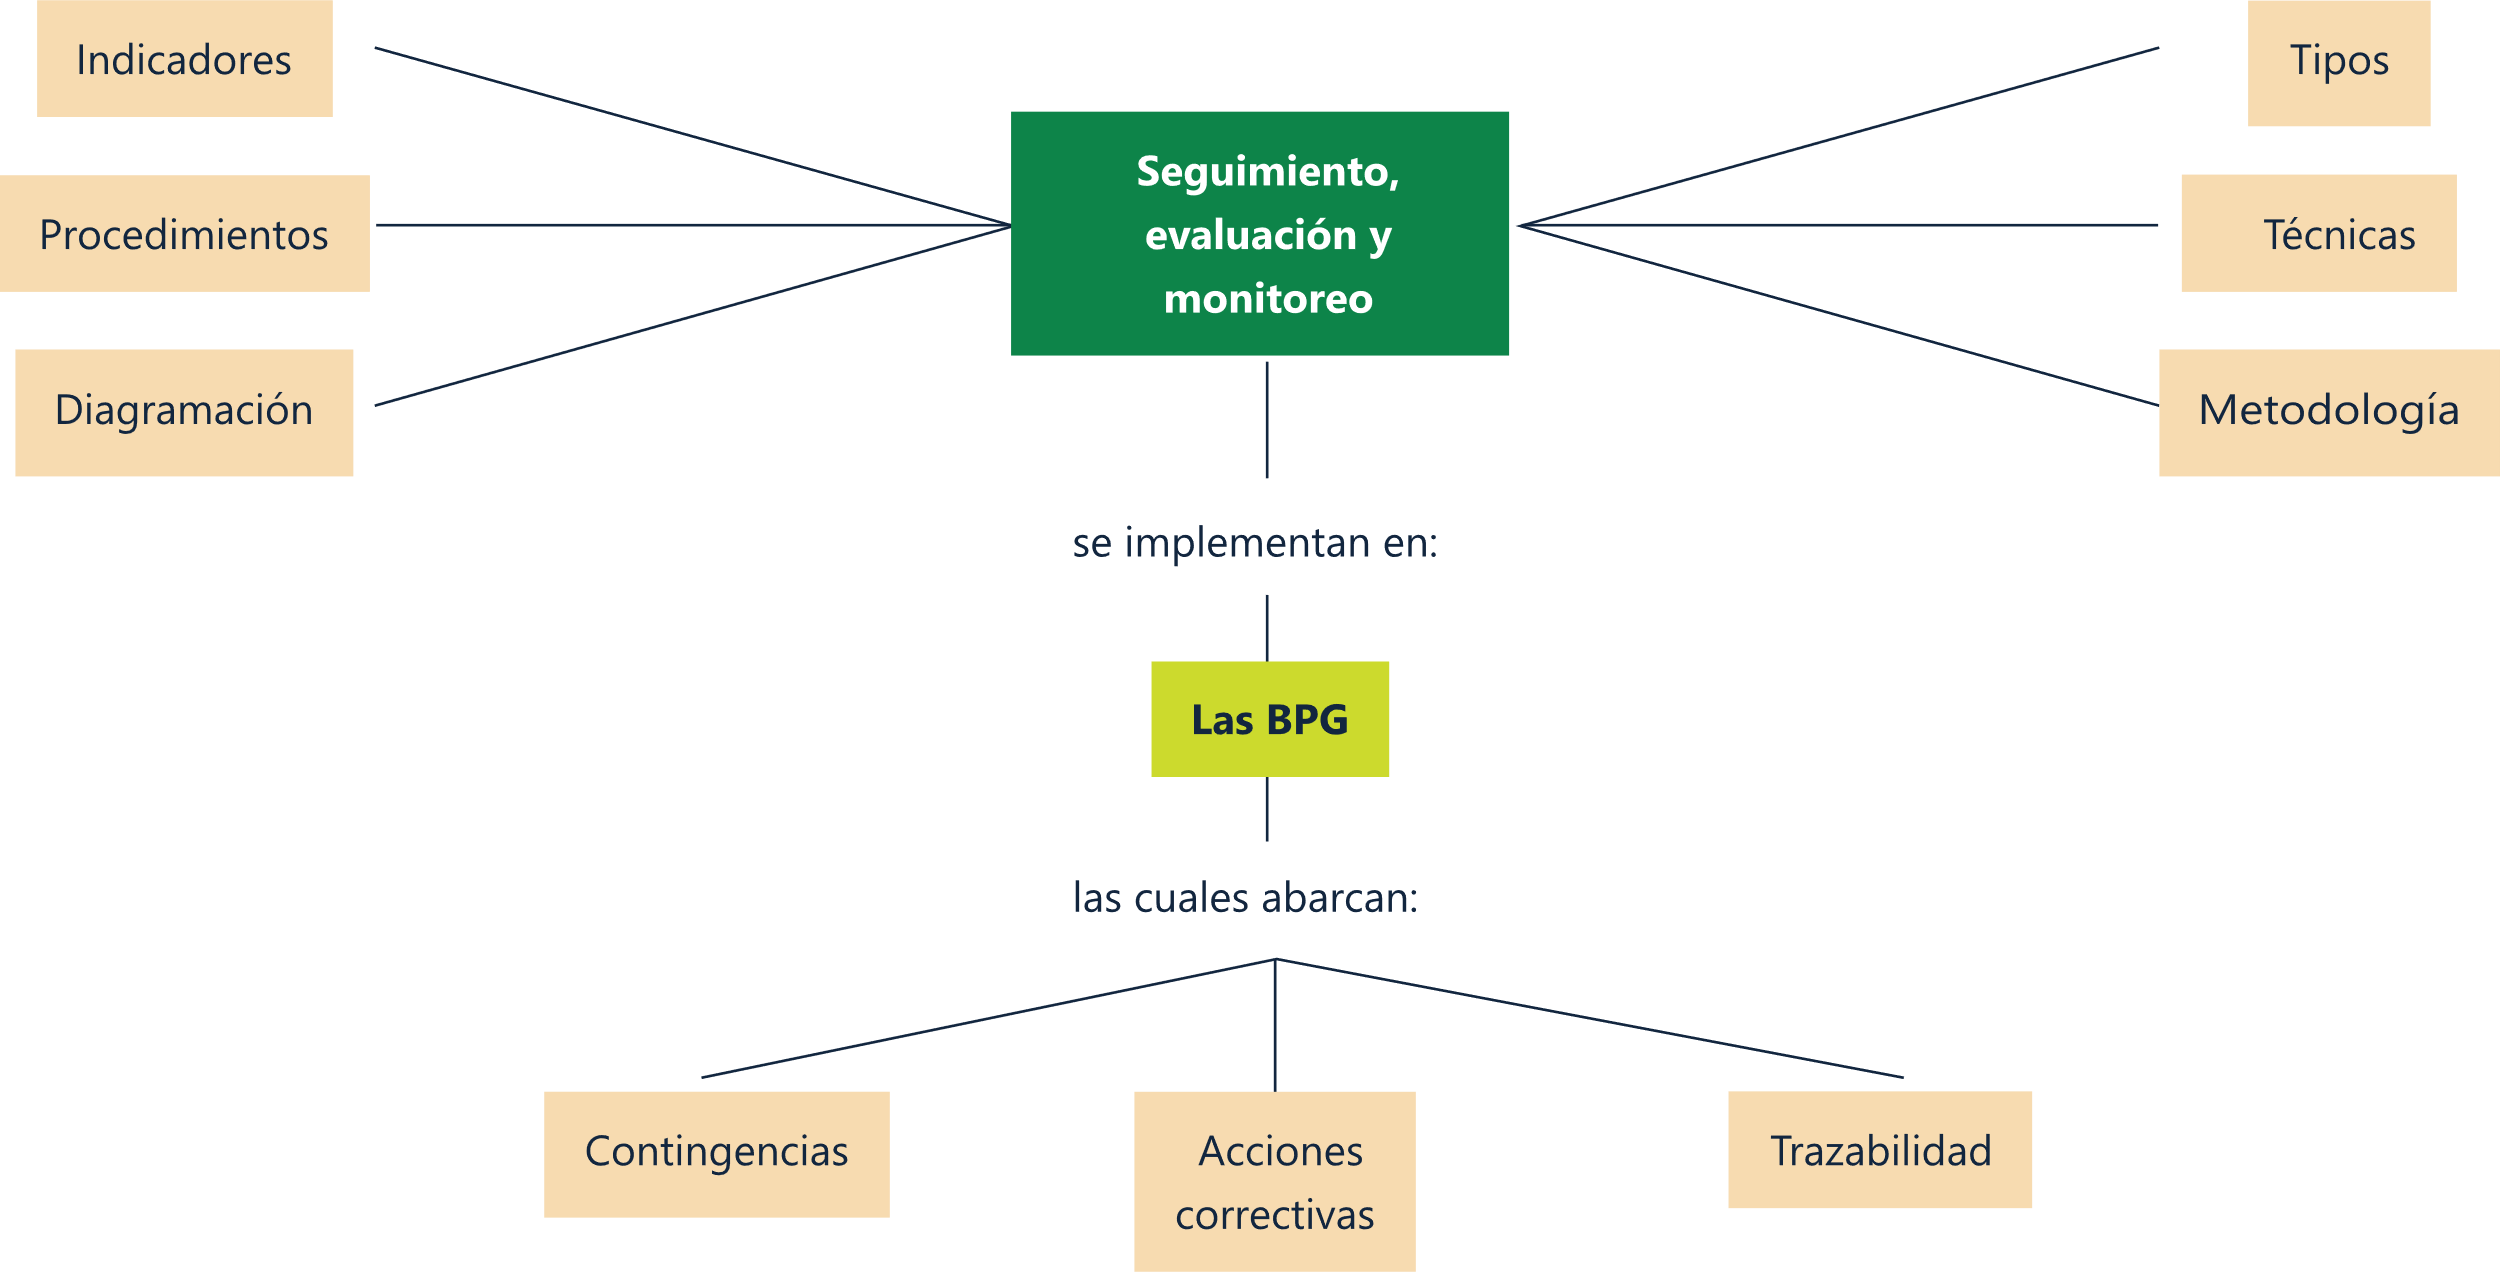 Indicadores
Tipos
Seguimiento,
evaluación y
monitoreo
Procedimientos
Técnicas
Diagramación
Metodología
se implementan en:
Las BPG
las cuales abarcan:
Contingencias
Acciones
correctivas
Trazabilidad